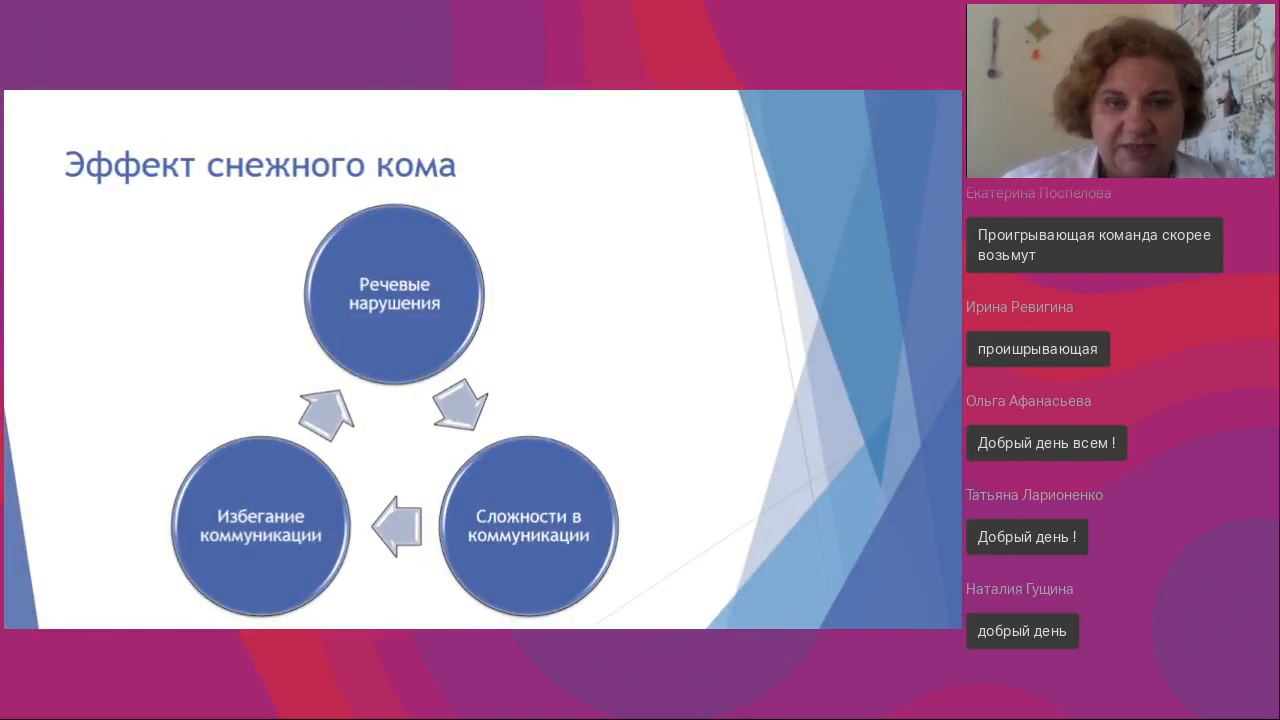 Эффект снежного кома
Речевые
нарушения
Сложности в
коммуникации
Избегание
коммуникации
Екатерина Поспелова
Проигрывающая команда скорее
возьмут
Ирина Ревигина
проишрывающая
Ольга Афанасьева
Добрый день всем !
Татьяна Ларионенко
Добрый день !
Наталия Гущина
добрый день